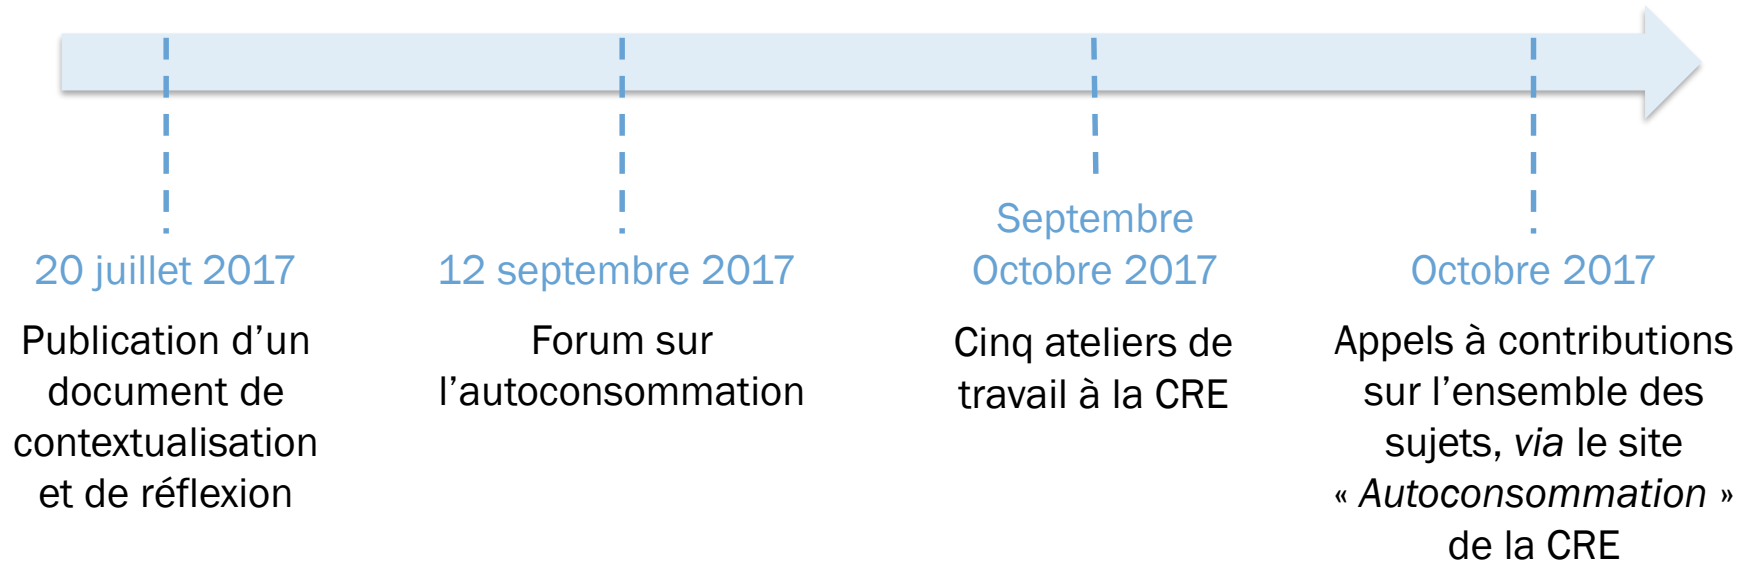 20 juillet 2017
Publication d’un
document de
contextualisation
et de réflexion
12 septembre 2017
Forum sur
l’autoconsommation
Septembre
Octobre 2017
Cinq ateliers de
travail à la CRE
Octobre 2017
Appels à contributions
sur l’ensemble des
sujets, via le site
« Autoconsommation »
de la CRE